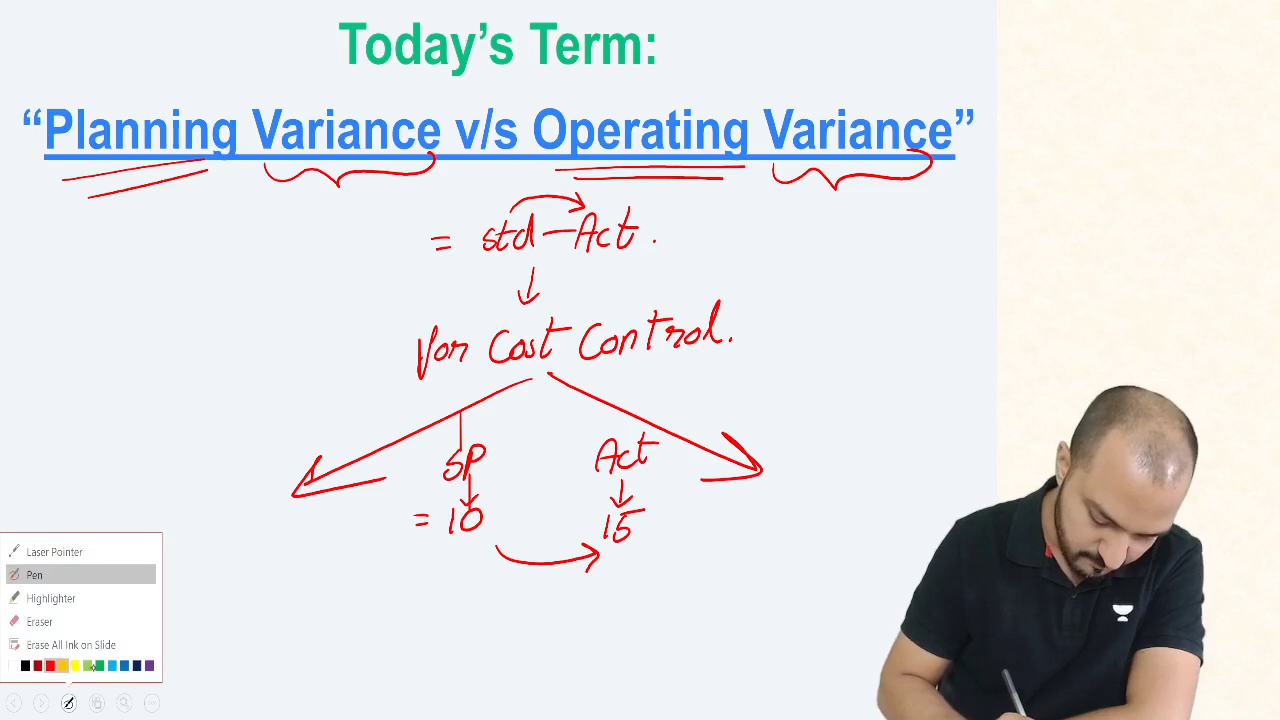 Today's Term:
“Planning Variance v/s Operating Variance”
= std - Act.
Var Cost Control.
SP Act
= 10 15
Laser Pointer
Pen
Highlighter
Eraser
Erase All Ink on Slide